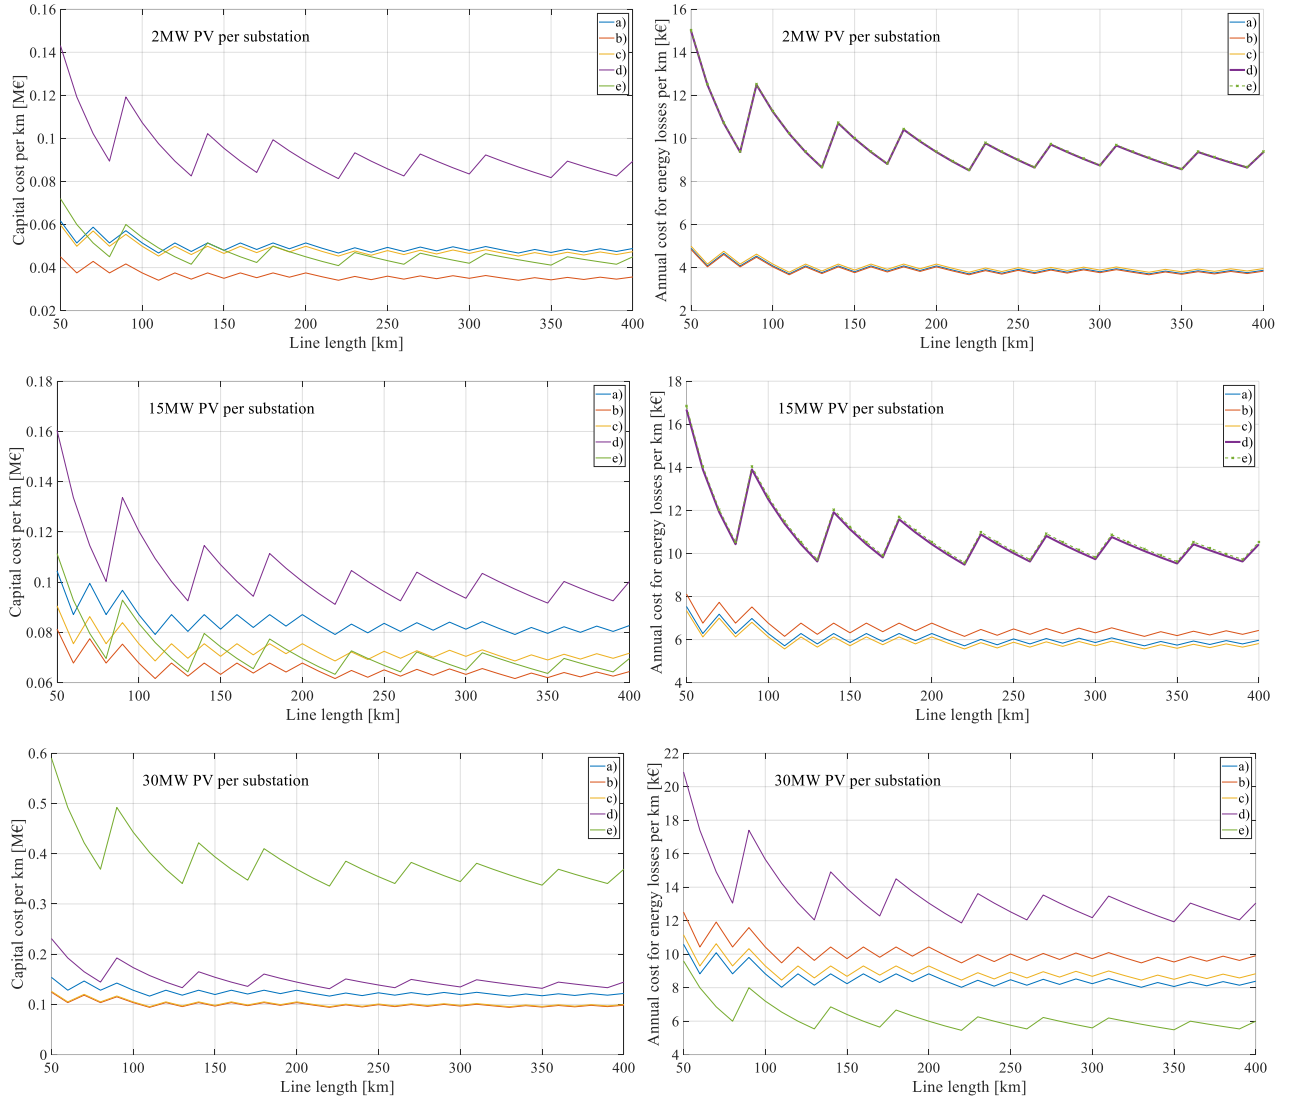 2MW PV per substation
Capital cost per km [M€]
0.16
0.14
0.12
0.1
0.08
0.06
0.04
0.02
50
100
150
200
250
300
350
400
Line length [km]
a)
b)
c)
d)
e)
2MW PV per substation
Annual cost for energy losses per km [k€]
16
14
12
10
8
6
4
2
50
100
150
200
250
300
350
400
Line length [km]
a)
b)
c)
d)
e)
15MW PV per substation
Capital cost per km [M€]
0.18
0.16
0.14
0.12
0.1
0.08
0.06
50
100
150
200
250
300
350
400
Line length [km]
a)
b)
c)
d)
e)
15MW PV per substation
Annual cost for energy losses per km [k€]
18
16
14
12
10
8
6
4
50
100
150
200
250
300
350
400
Line length [km]
a)
b)
c)
d)
e)
30MW PV per substation
Capital cost per km [M€]
0.6
0.5
0.4
0.3
0.2
0.1
0
50
100
150
200
250
300
350
400
Line length [km]
a)
b)
c)
d)
e)
30MW PV per substation
Annual cost for energy losses per km [k€]
22
20
18
16
14
12
10
8
6
4
50
100
150
200
250
300
350
400
Line length [km]
a)
b)
c)
d)
e)